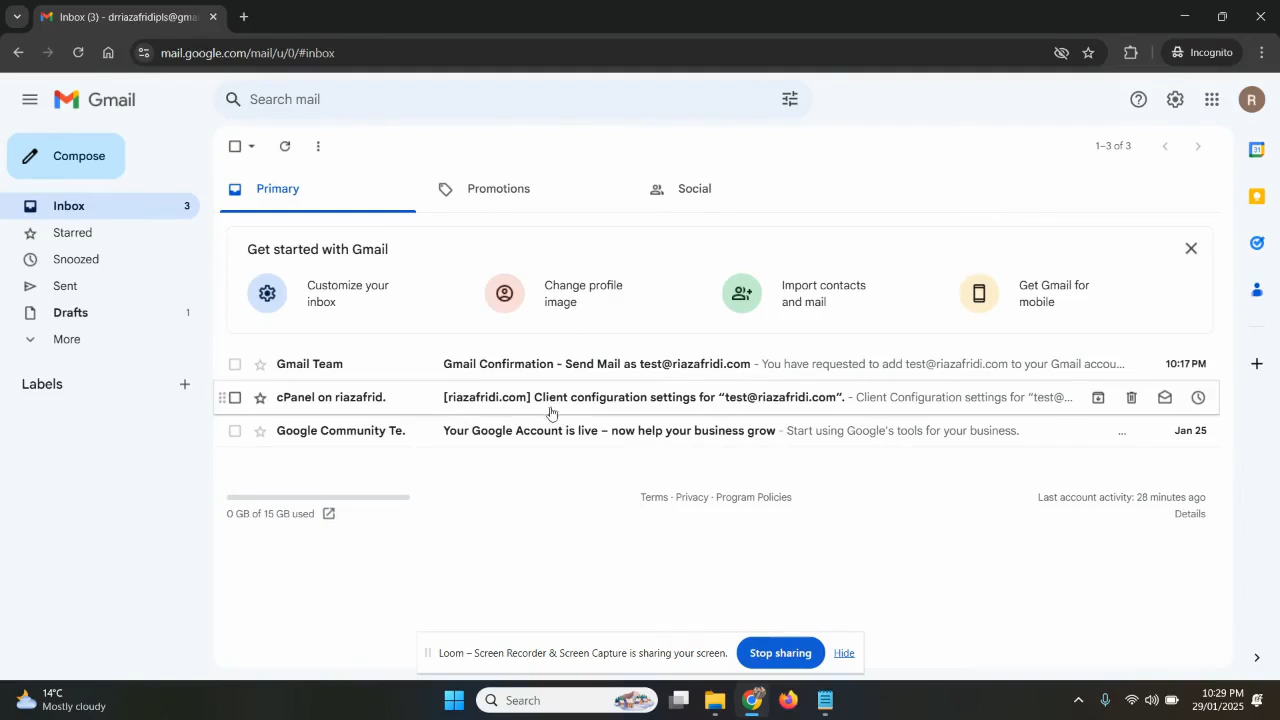 Inbox (3) - drriazafridipls@gmai
mail.google.com/mail/u/0/#inbox
Incognito
Gmail
Search mail
R
Compose
1–3 of 3
Primary
Promotions
Social
Inbox 3
Starred
Snoozed
Sent
Drafts 1
More
Labels
Get started with Gmail
Customize your
inbox
Change profile
image
Import contacts
and mail
Get Gmail for
mobile
Gmail Team Gmail Confirmation - Send Mail as test@riazafridi.com - You have requested to add test@riazafridi.com to your Gmail accou... 10:17 PM
cPanel on riazafrid. [riazafridi.com] Client configuration settings for “test@riazafridi.com”. - Client Configuration settings for “test@...
Google Community Te. Your Google Account is live – now help your business grow - Start using Google's tools for your business. ... Jan 25
0 GB of 15 GB used
Terms · Privacy · Program Policies
Last account activity: 28 minutes ago
Details
Loom – Screen Recorder & Screen Capture is sharing your screen. Stop sharing Hide
14°C
Mostly cloudy
Search
10:29 PM
29/01/2025